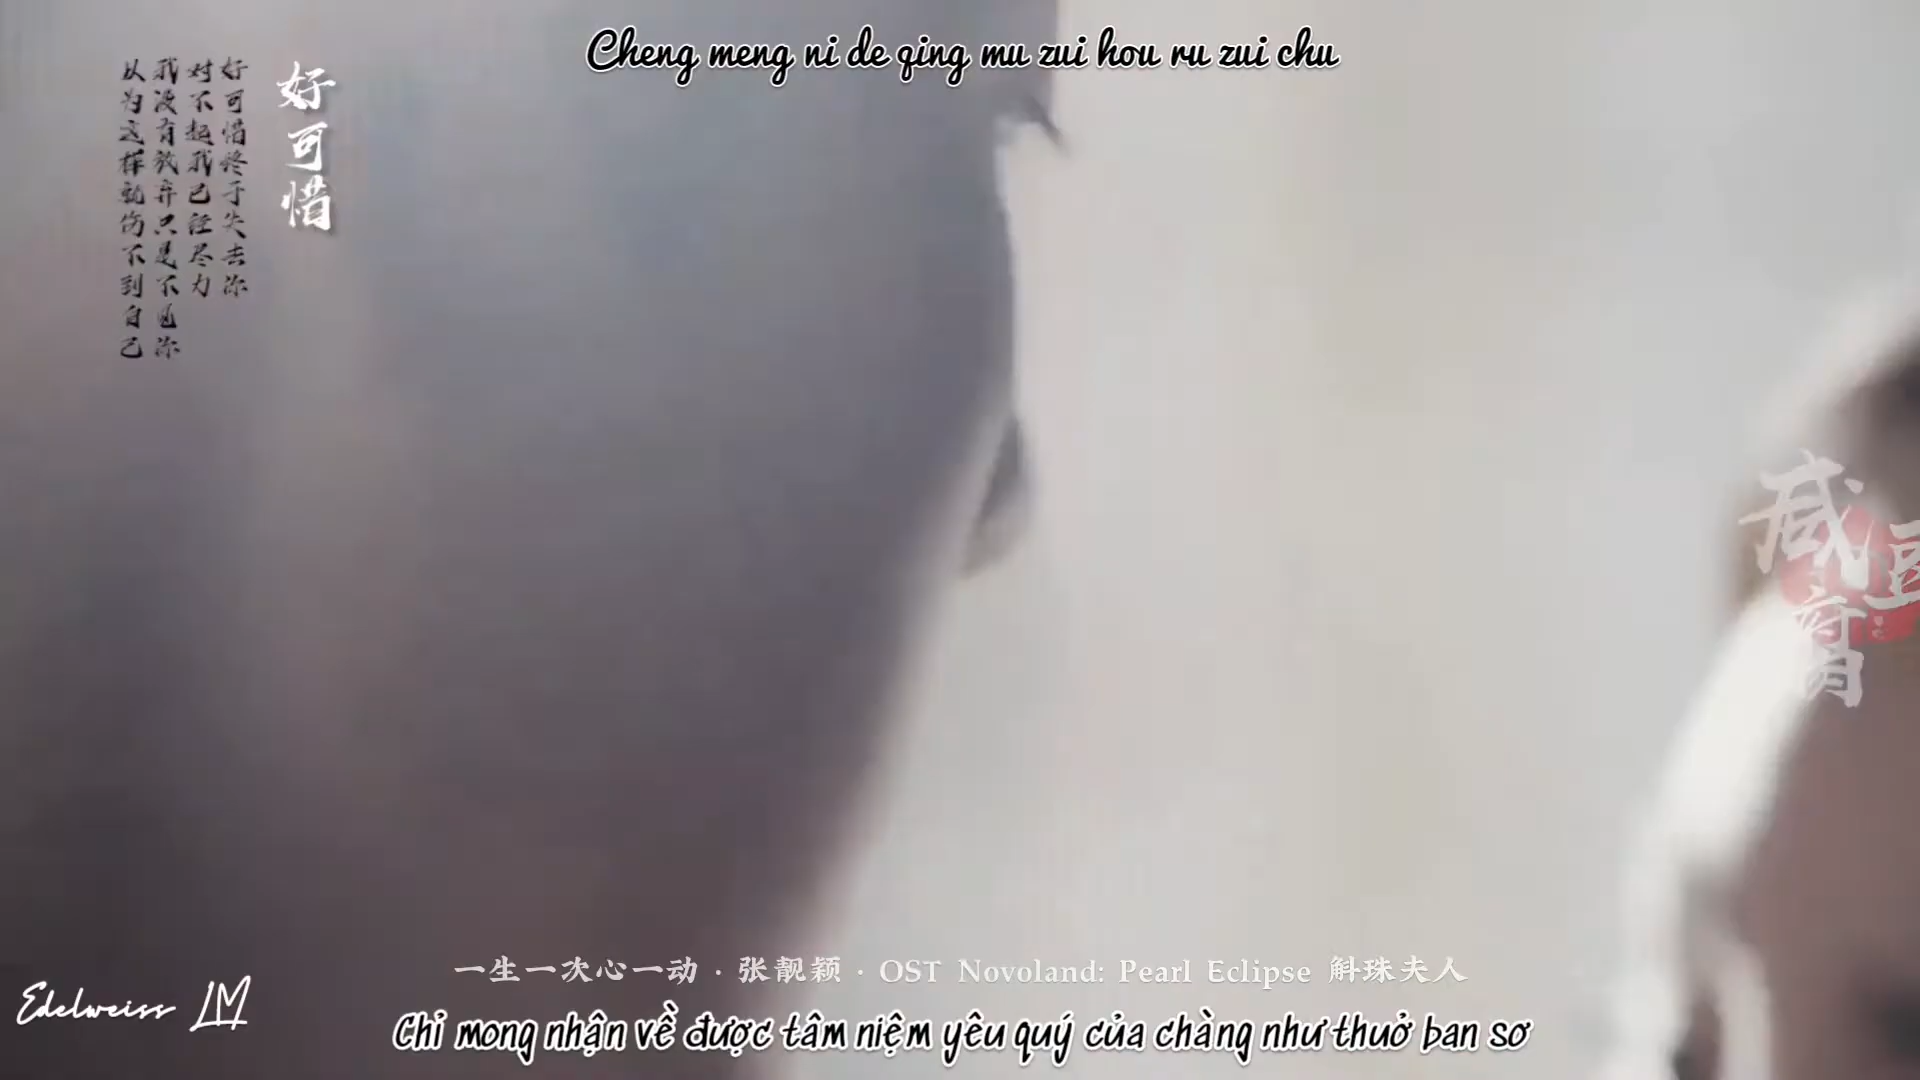 Cheng meng ni de qing mu zui hou ru zui chu
好可惜
好可惜终于失去你
对不起我已经尽力
我没有放弃只是不见你
以为这样就伤不到自己
一生一次心一动 · 张靓颖 · OST Novoland: Pearl Eclipse 斛珠夫人
Edelweiss LM
Chỉ mong nhận về được tâm niệm yêu quý của chàng như thuở ban sơ